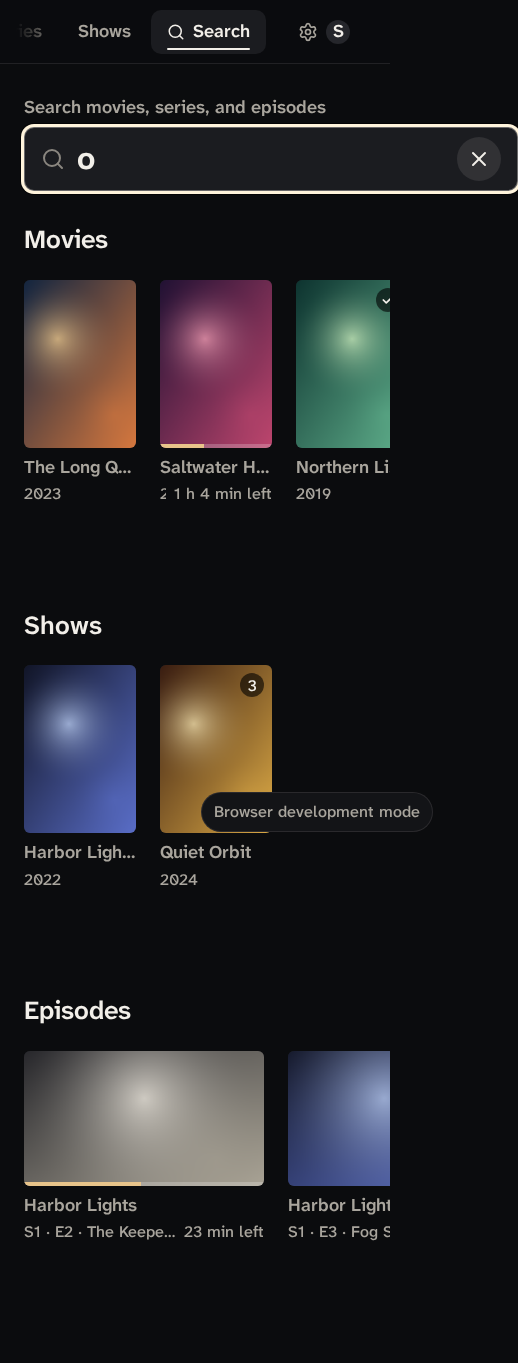 Shows
Search
S
Search movies, series, and episodes
o
Movies
The Long Q...
Saltwater H...
Northern Li
2023
1 h 4 min left
2019
Shows
3
Browser development mode
Harbor Ligh...
Quiet Orbit
2022
2024
Episodes
Harbor Lights
Harbor Light
S1 · E2 · The Keepe...
23 min left
S1 · E3 · Fog S